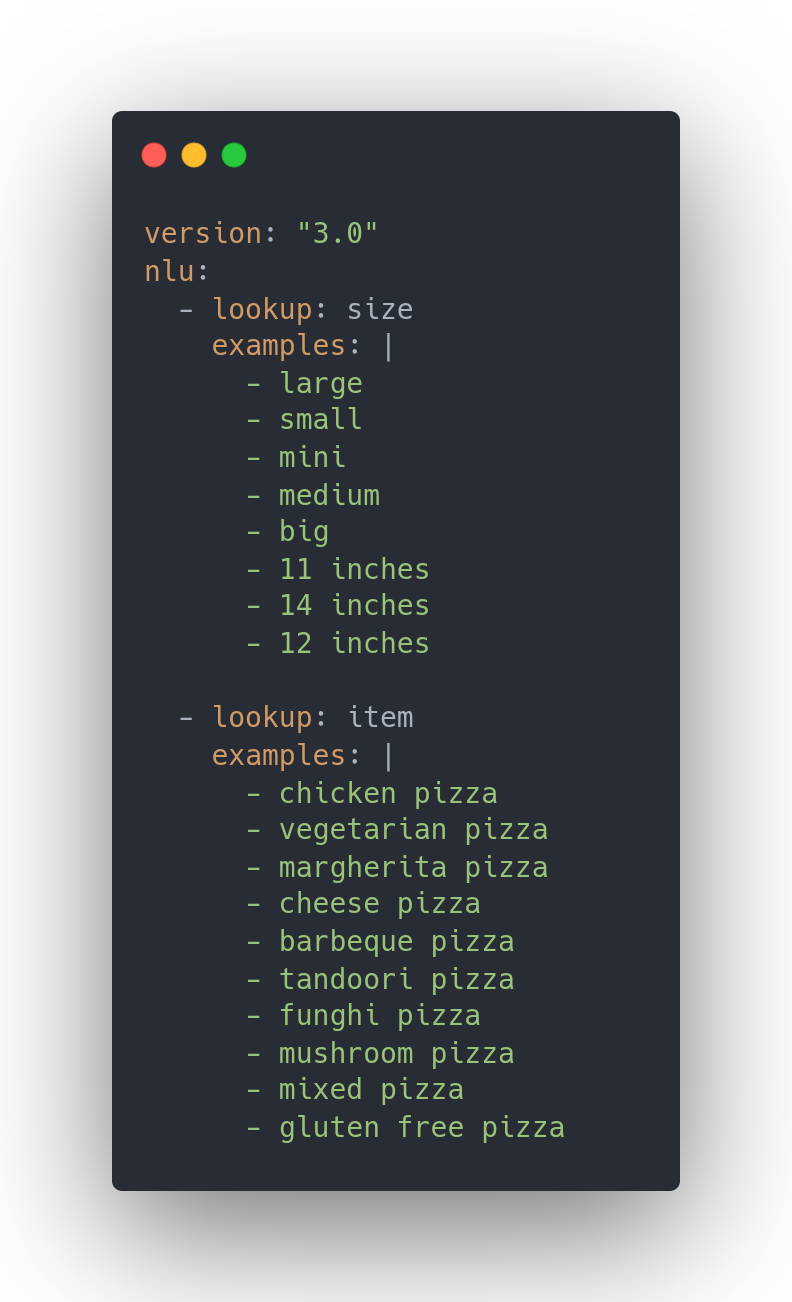 version: "3.0"
nlu:
  - lookup: size
    examples: |
      - large
      - small
      - mini
      - medium
      - big
      - 11 inches
      - 14 inches
      - 12 inches

  - lookup: item
    examples: |
      - chicken pizza
      - vegetarian pizza
      - margherita pizza
      - cheese pizza
      - barbeque pizza
      - tandoori pizza
      - funghi pizza
      - mushroom pizza
      - mixed pizza
      - gluten free pizza